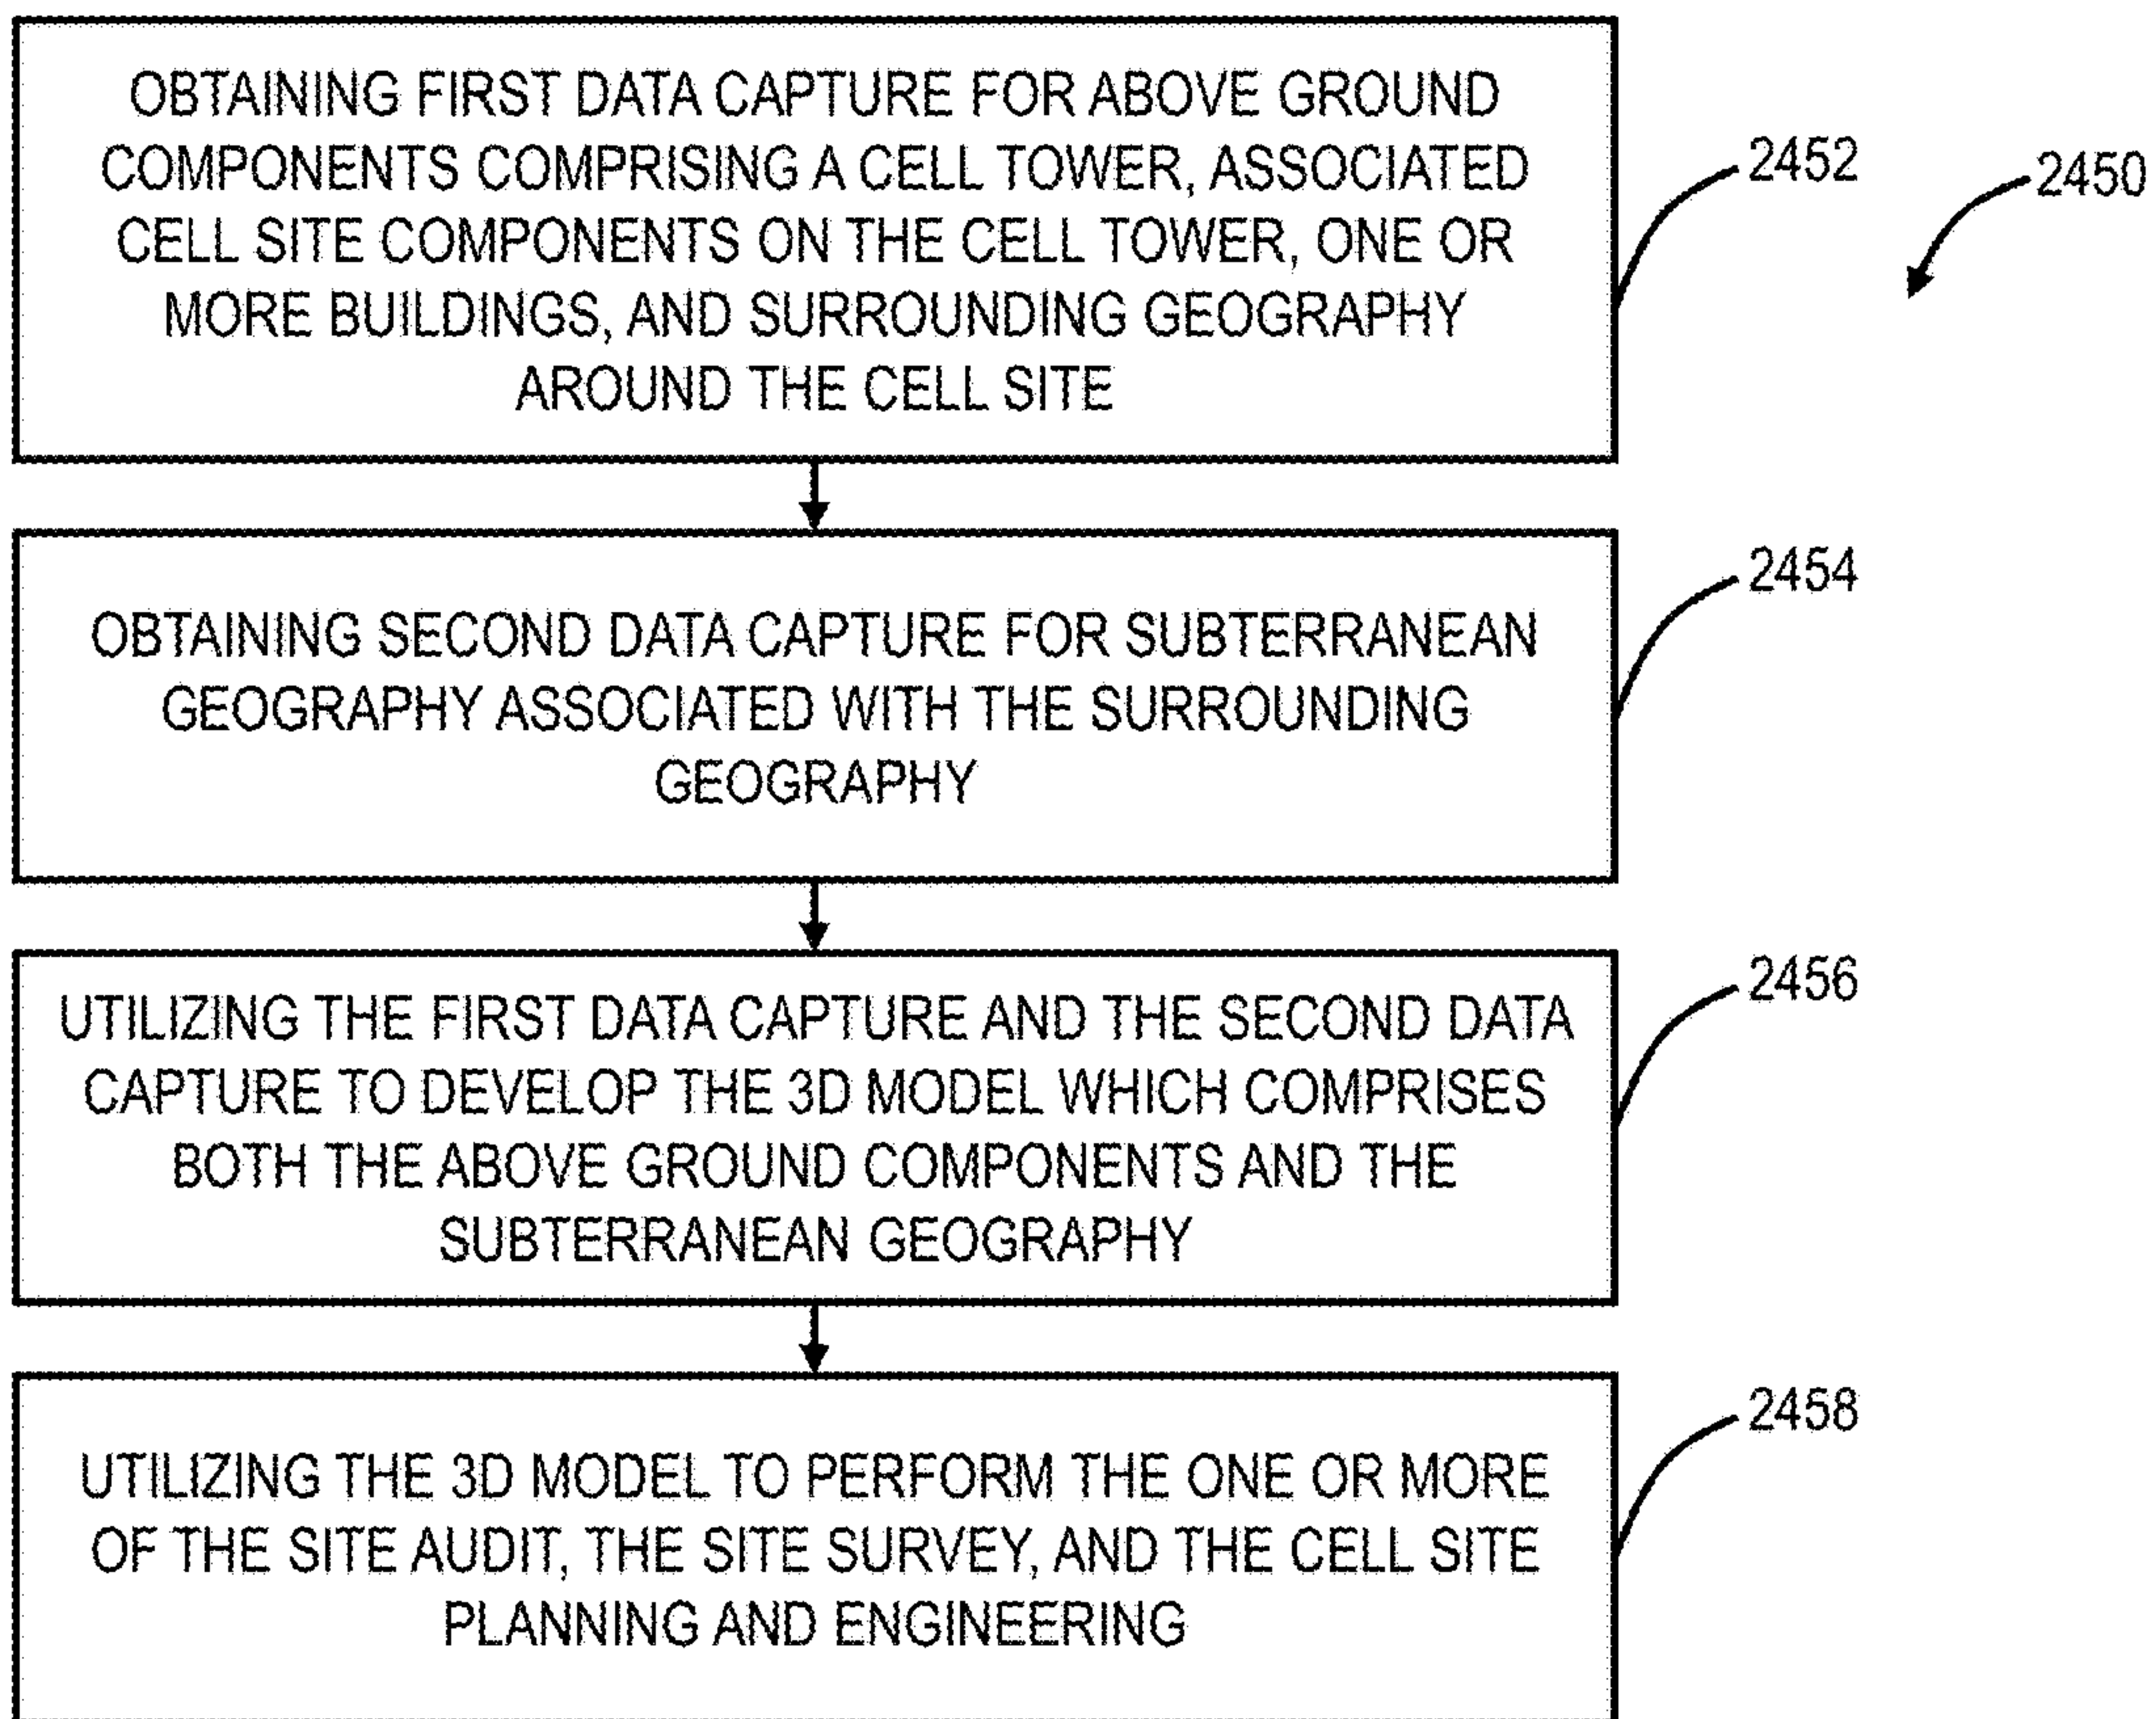 OBTAINING FIRST DATA CAPTURE FOR ABOVE GROUND
COMPONENTS COMPRISING A CELL TOWER, ASSOCIATED
CELL SITE COMPONENTS ON THE CELL TOWER, ONE OR
MORE BUILDINGS, AND SURROUNDING GEOGRAPHY
AROUND THE CELL SITE
2452
2450
OBTAINING SECOND DATA CAPTURE FOR SUBTERRANEAN
GEOGRAPHY ASSOCIATED WITH THE SURROUNDING
GEOGRAPHY
2454
UTILIZING THE FIRST DATA CAPTURE AND THE SECOND DATA
CAPTURE TO DEVELOP THE 3D MODEL WHICH COMPRISES
BOTH THE ABOVE GROUND COMPONENTS AND THE
SUBTERRANEAN GEOGRAPHY
2456
UTILIZING THE 3D MODEL TO PERFORM THE ONE OR MORE
OF THE SITE AUDIT, THE SITE SURVEY, AND THE CELL SITE
PLANNING AND ENGINEERING
2458